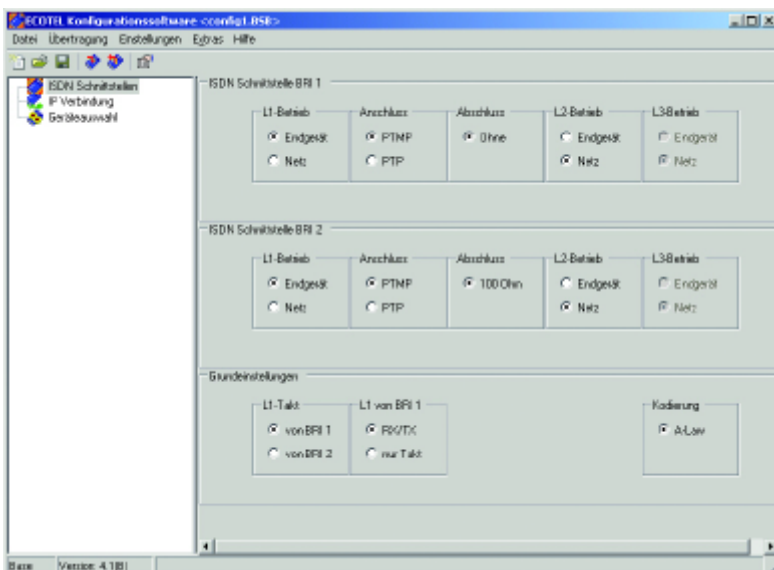 ECOTEL Konfigurationssoftware <config1.BSB>
Datei Übertragung Einstellungen Extras Hilfe
ISDN Schnittstellen
IP Verbindung
Geräteauswahl
ISDN Schnittstelle BRI 1
L1-Betrieb Anschluss Abschluss L2-Betrieb L3-Betrieb
Endgerät PTMP Ohne Endgerät Endgerät
Netz PTP Netz Netz
ISDN Schnittstelle BRI 2
L1-Betrieb Anschluss Abschluss L2-Betrieb L3-Betrieb
Endgerät PTMP 100 Ohm Endgerät Endgerät
Netz PTP Netz Netz
Grundeinstellungen
L1-Takt L1 von BRI 1 Kodierung
von BRI 1 RX/TX A-Law
von BRI 2 nur Takt
Base Version: 4.1(B)